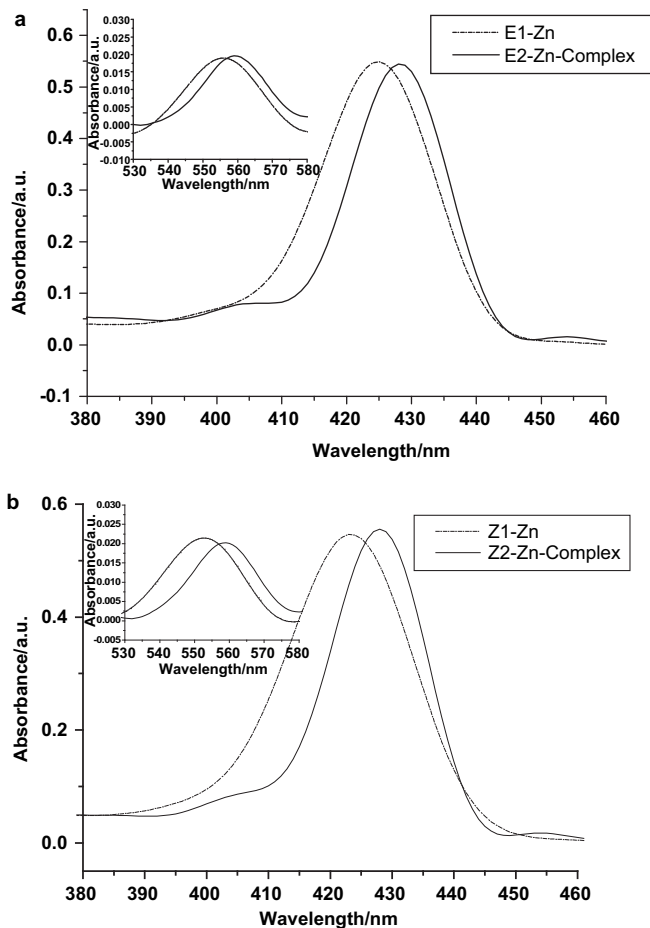 a
E1-Zn
E2-Zn-Complex
0.6
0.5
0.4
0.3
0.2
0.1
0.0
-0.1
Absorbance/a.u.
380 390 400 410 420 430 440 450 460
Wavelength/nm
0.030
0.025
0.020
0.015
0.010
0.005
0.000
-0.005
-0.010
Absorbance/a.u.
530 540 550 560 570 580
Wavelength/nm
b
Z1-Zn
Z2-Zn-Complex
0.6
0.4
0.2
0.0
Absorbance/a.u.
380 390 400 410 420 430 440 450 460
Wavelength/nm
0.030
0.025
0.020
0.015
0.010
0.005
0.000
-0.005
Absorbance/a.u.
530 540 550 560 570 580
Wavelength/nm